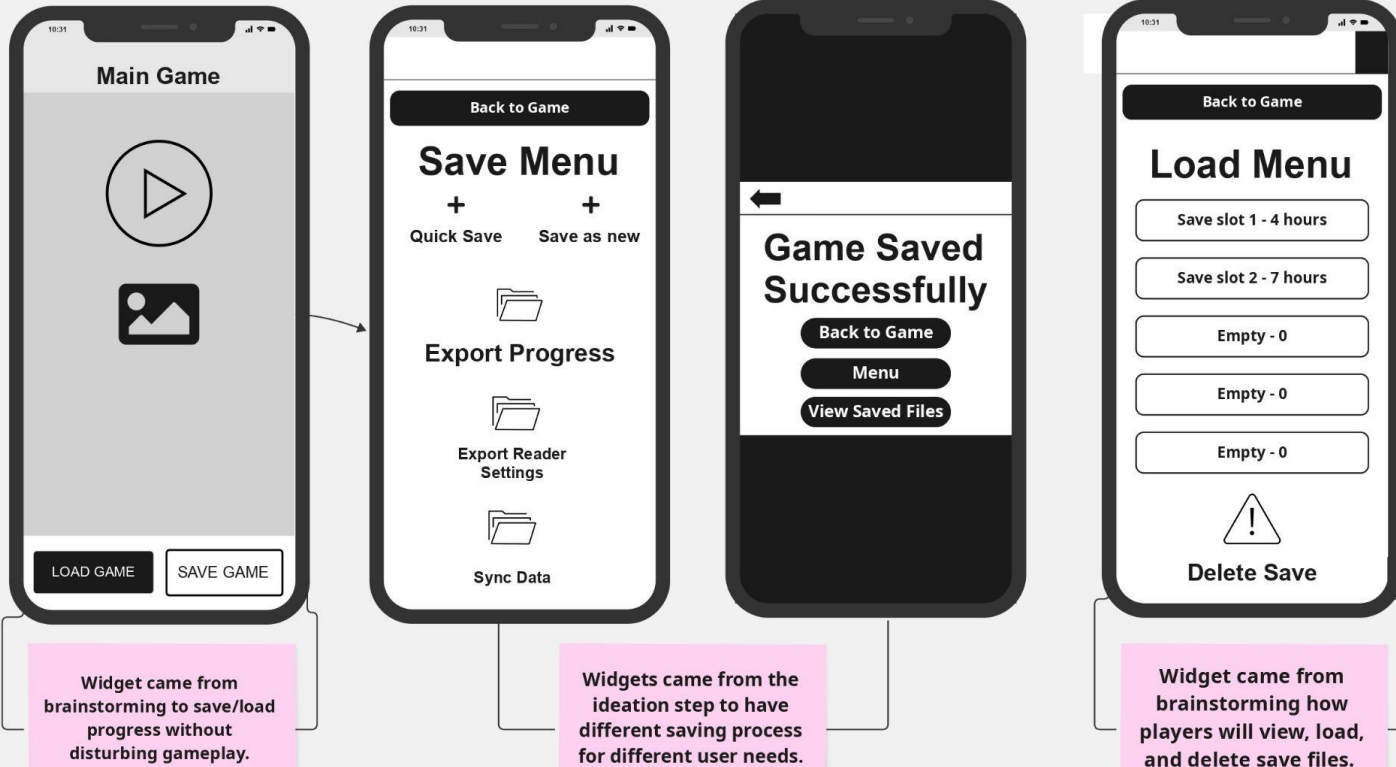 10:31
Main Game
LOAD GAME
SAVE GAME
Widget came from
brainstorming to save/load
progress without
disturbing gameplay.
10:31
Back to Game
Save Menu
+
+
Quick Save
Save as new
Export Progress
Export Reader
Settings
Sync Data
Game Saved
Successfully
Back to Game
Menu
View Saved Files
Widgets came from the
ideation step to have
different saving process
for different user needs.
10:31
Back to Game
Load Menu
Save slot 1 - 4 hours
Save slot 2 - 7 hours
Empty - 0
Empty - 0
Empty - 0
!
Delete Save
Widget came from
brainstorming how
players will view, load,
and delete save files.